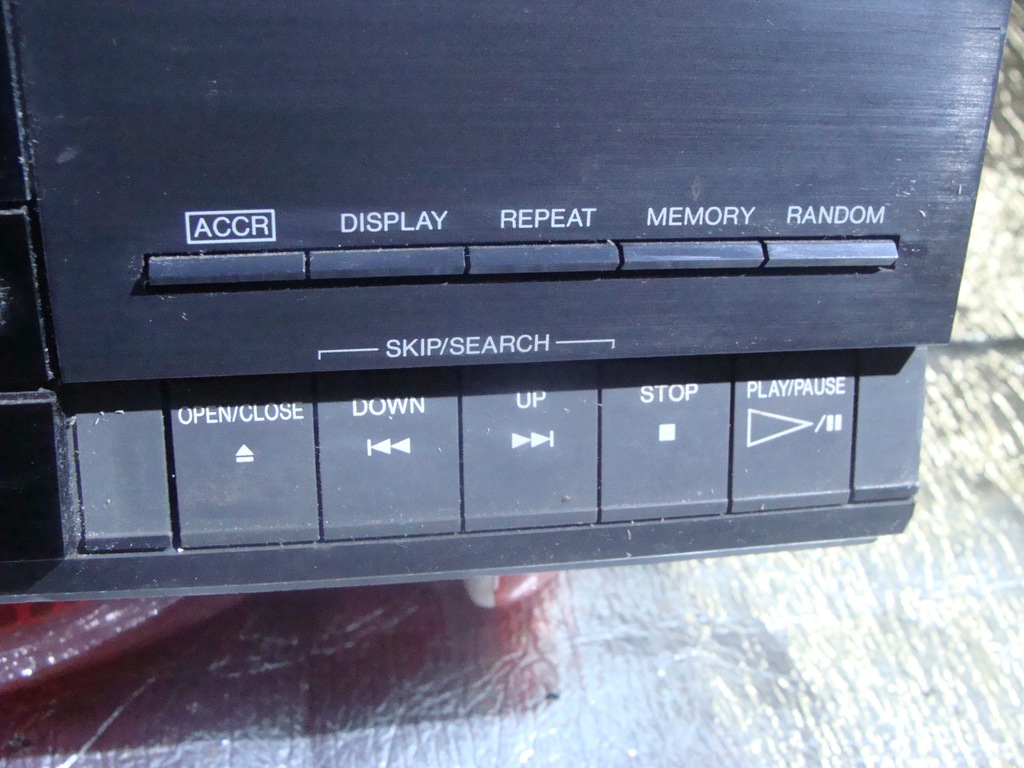 ACCR DISPLAY REPEAT MEMORY RANDOM
SKIP/SEARCH
OPEN/CLOSE DOWN UP STOP PLAY/PAUSE